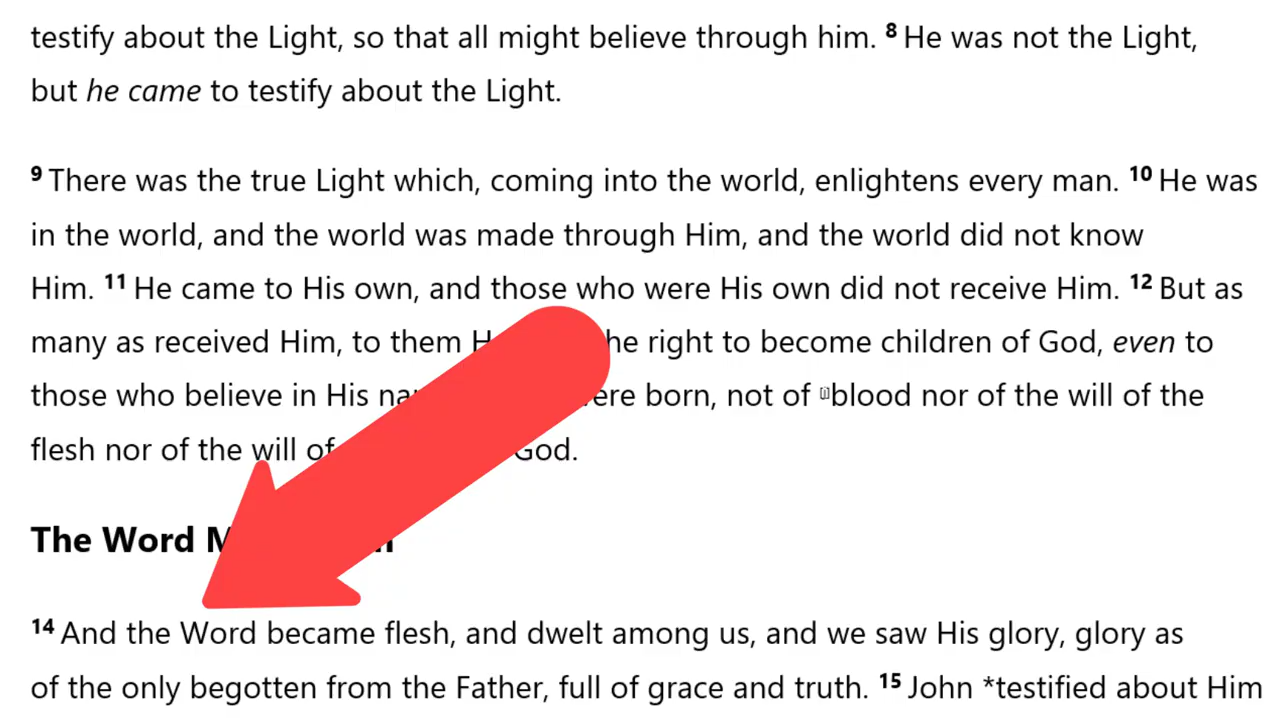 testify about the Light, so that all might believe through him. 8 He was not the Light,
but he came to testify about the Light.
9 There was the true Light which, coming into the world, enlightens every man. 10 He was
in the world, and the world was made through Him, and the world did not know
Him. 11 He came to His own, and those who were His own did not receive Him. 12 But as
many as received Him, to them right to become children of God, even to
those who believe in His born, not of [i]blood nor of the will of the
flesh nor of the will of God.
The Word
14 And the Word became flesh, and dwelt among us, and we saw His glory, glory as
of the only begotten from the Father, full of grace and truth. 15 John *testified about Him